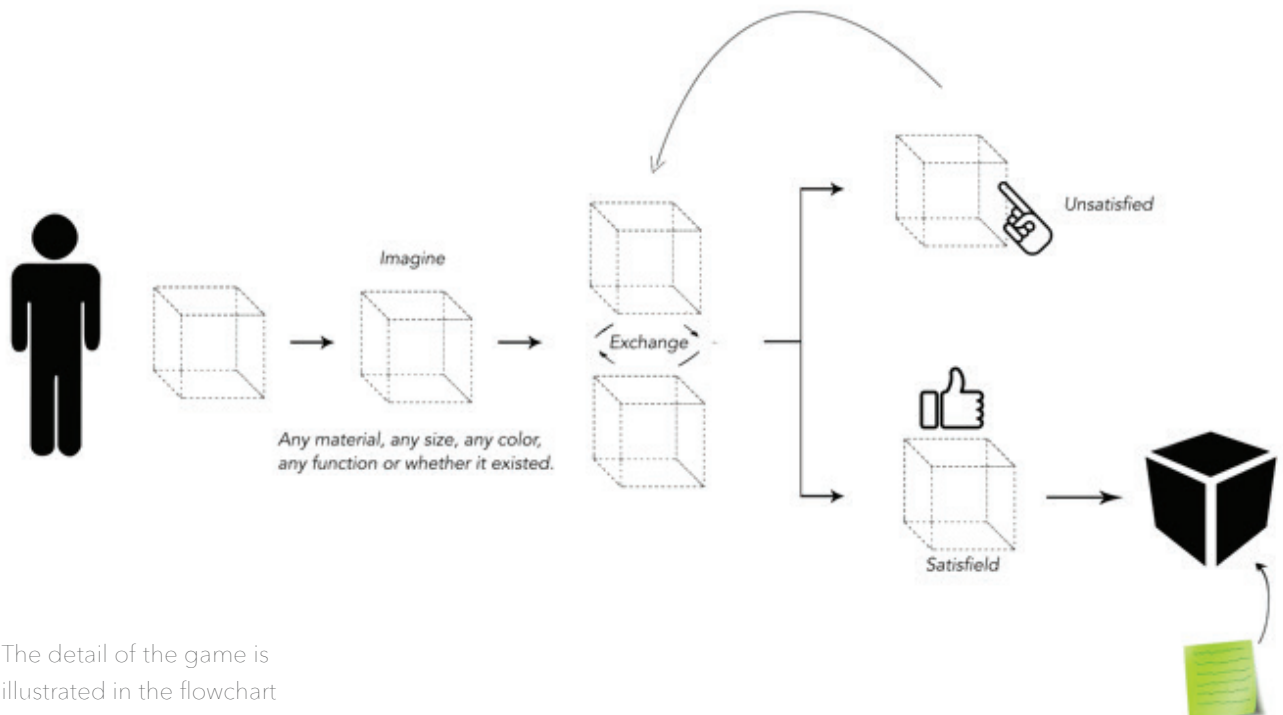 Imagine
Any material, any size, any color,
any function or whether it existed.
Exchange
Unsatisfied
Satisfield
The detail of the game is
illustrated in the flowchart